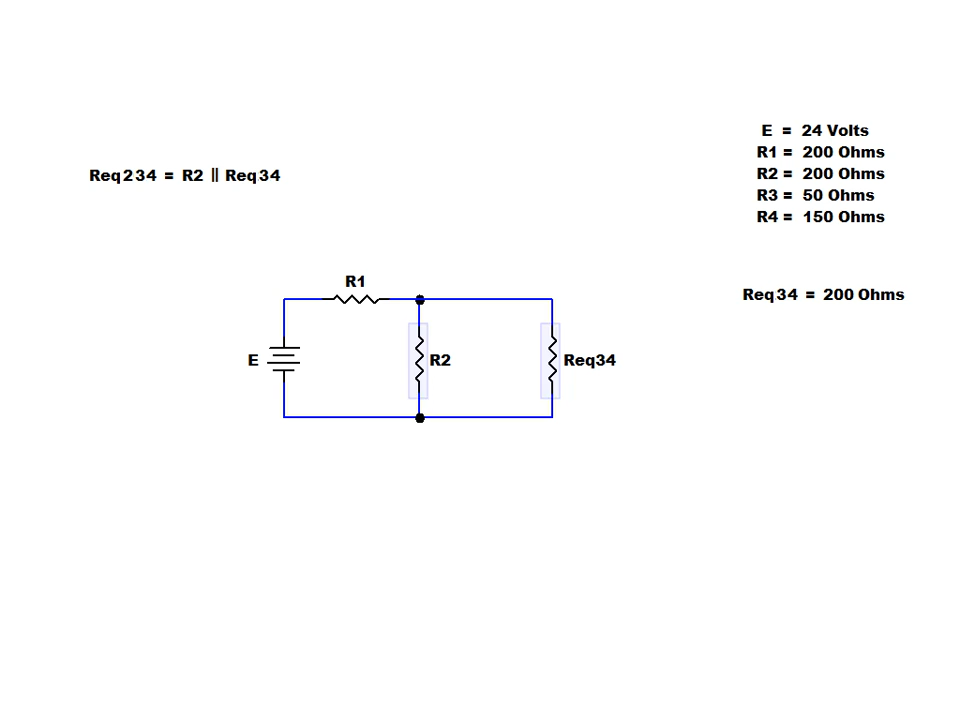 E = 24 Volts
R1 = 200 Ohms
Req234 = R2 || Req34
R2 = 200 Ohms
R3 = 50 Ohms
R4 = 150 Ohms
R1
Req34 = 200 Ohms
E
R2
Req34